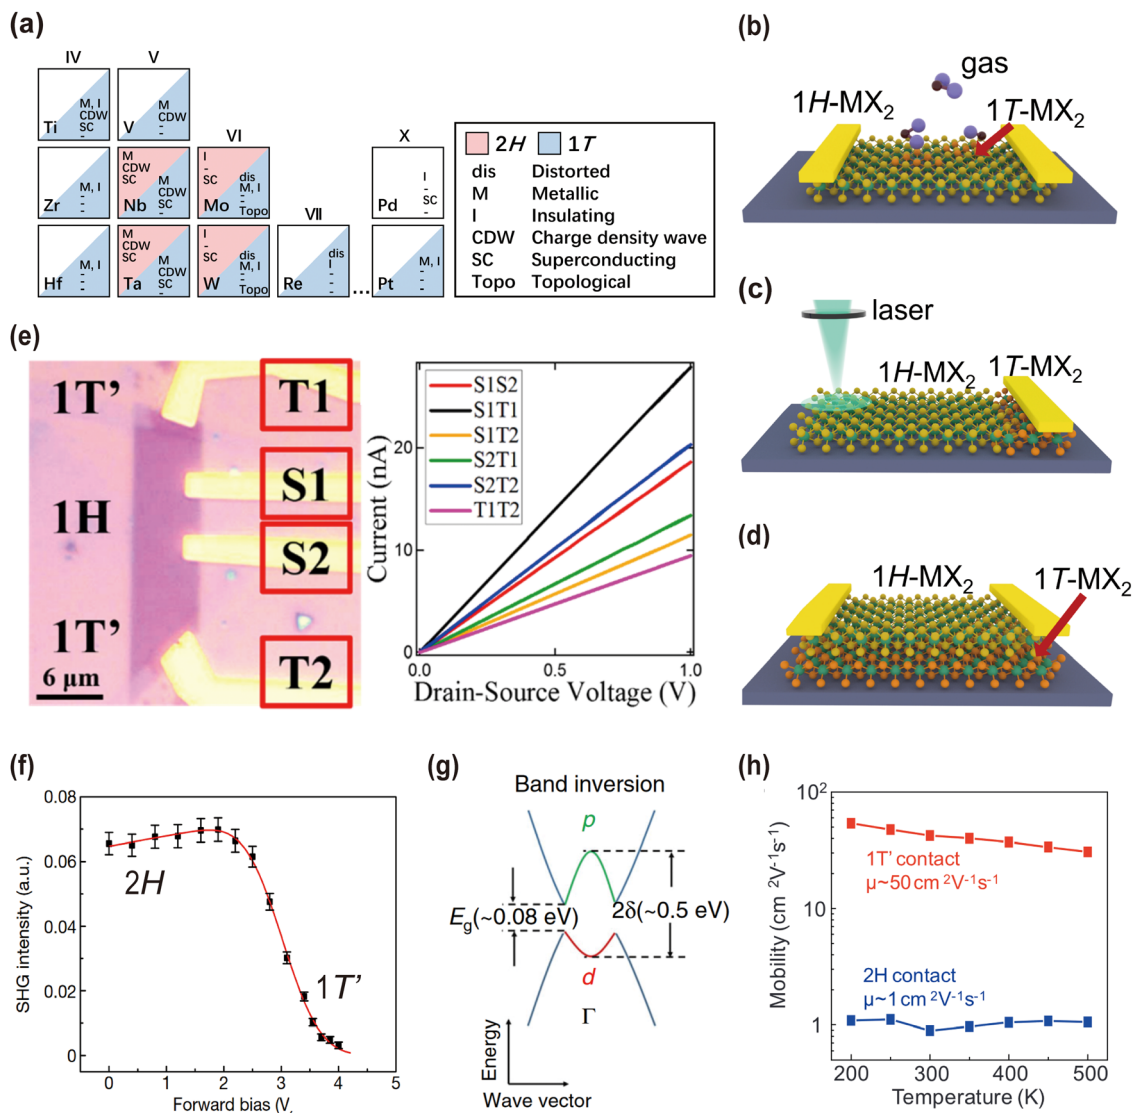 (a)
IV
V
VI
VII
X
Ti
M, I
CDW
SC
-
V
M
CDW
-
-
Zr
M, I
-
-
Nb
M
CDW
SC
M
CDW
-
-
Mo
I
-
SC
dis
M, I
-
-
Topo
Pd
I
-
SC
-
Hf
M, I
-
-
Ta
M
CDW
SC
M
CDW
SC
-
W
I
-
SC
dis
M, I
-
-
Topo
Re
dis
I
-
-
...
Pt
M, I
-
-
2H 1T
dis Distorted
M Metallic
I Insulating
CDW Charge density wave
SC Superconducting
Topo Topological
(b)
gas
1H-MX2
1T-MX2
(c)
laser
1H-MX2
1T-MX2
(d)
1H-MX2
1T-MX2
(e)
1T’
1H
1T’
6 μm
T1
S1
S2
T2
Current (nA)
20
10
0
S1S2
S1T1
S1T2
S2T1
S2T2
T1T2
0.0 0.5 1.0
Drain-Source Voltage (V)
(f)
SHG intensity (a.u.)
0.08
0.06
0.04
0.02
0
2H
1T’
0 1 2 3 4 5
Forward bias (V,
(g)
Band inversion
p
Eg(~0.08 eV)
2δ(~0.5 eV)
d
Γ
Energy
Wave vector
(h)
Mobility (cm 2V-1s-1)
102
10
1
1T’ contact
μ~50 cm 2V-1s-1
2H contact
μ~1 cm 2V-1s-1
200 300 400 500
Temperature (K)